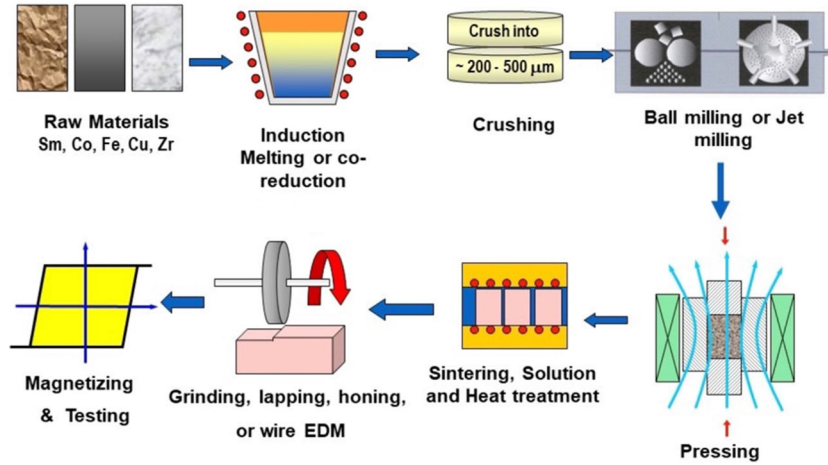 Raw Materials
Sm, Co, Fe, Cu, Zr
Induction
Melting or co-
reduction
Crush into
~ 200 - 500 μm
Crushing
Ball milling or Jet
milling
Pressing
Sintering, Solution
and Heat treatment
Grinding, lapping, honing,
or wire EDM
Magnetizing
& Testing